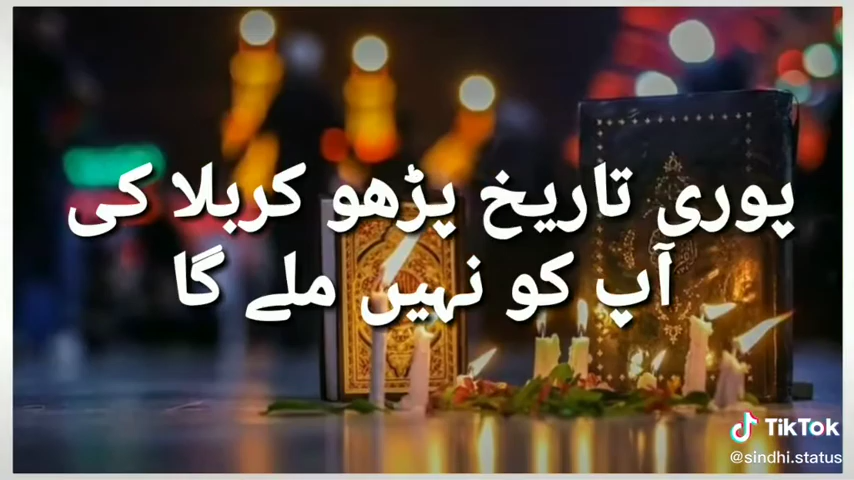 پوری تاریخ پڑھو کربلا کی
آپ کو نہیں ملے گا
TikTok
@sindhi.status